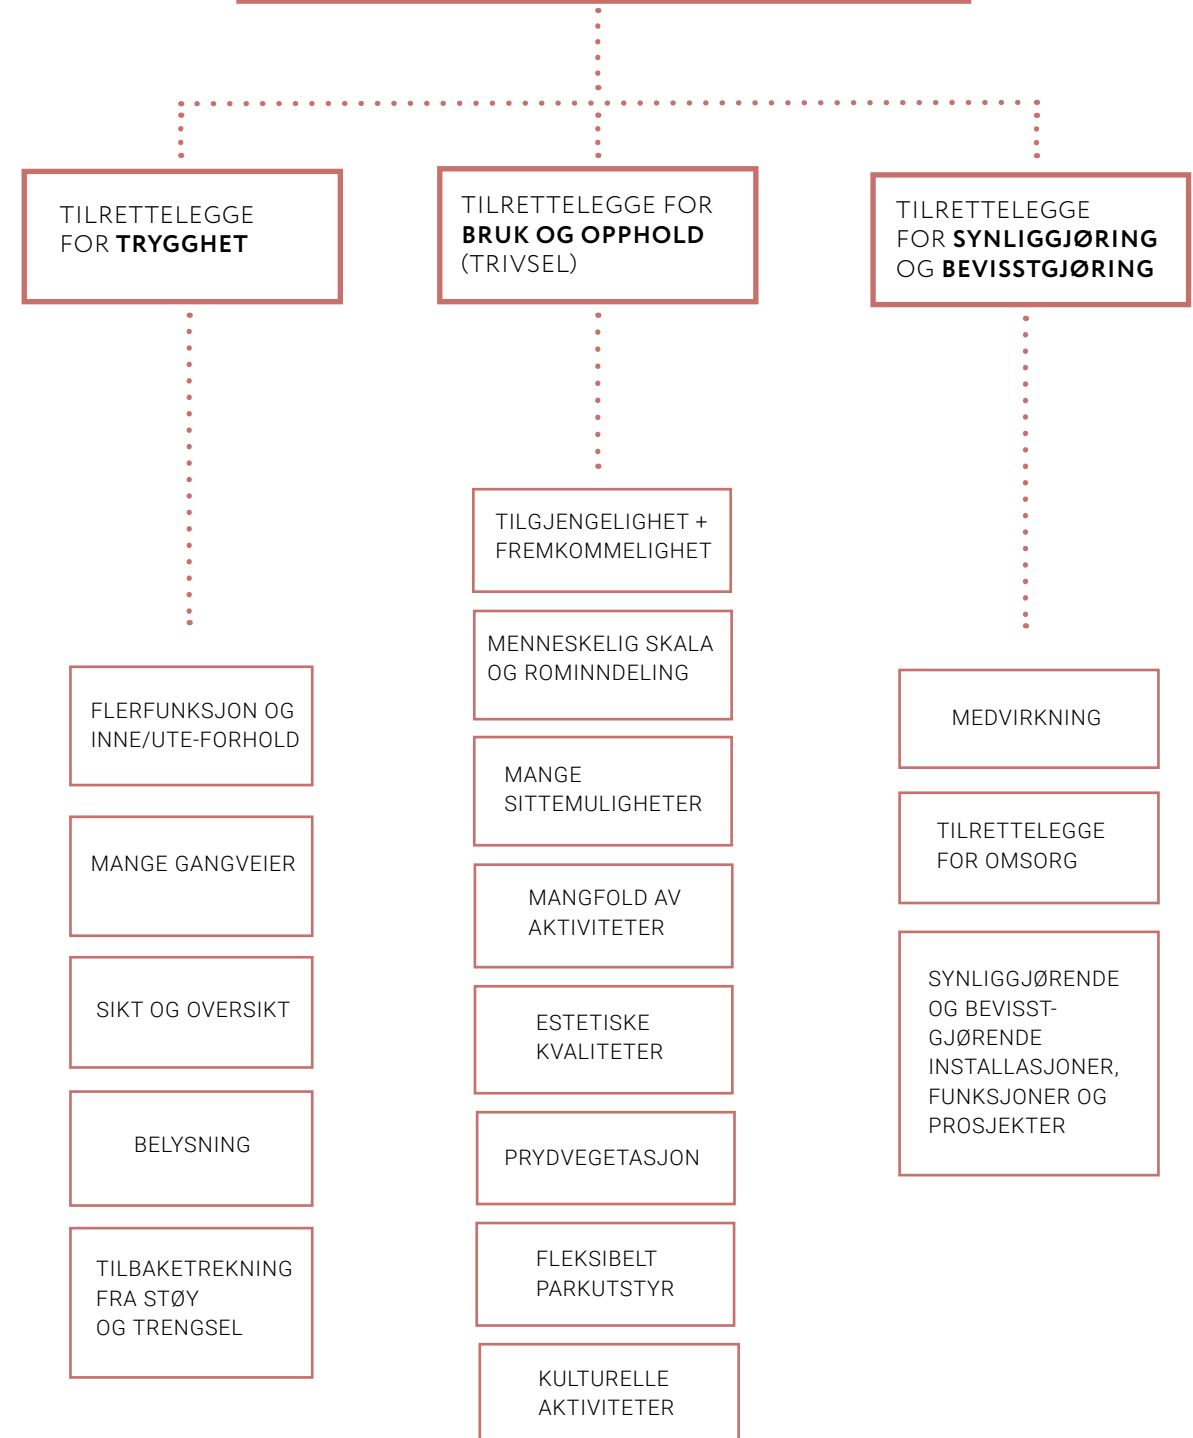 TILRETTELEGGE
FOR TRYGGHET
TILRETTELEGGE FOR
BRUK OG OPPHOLD
(TRIVSEL)
TILRETTELEGGE
FOR SYNLIGGJØRING
OG BEVISSTGJØRING
FLERFUNKSJON OG
INNE/UTE-FORHOLD
MANGE GANGVEIER
SIKT OG OVERSIKT
BELYSNING
TILBAKETREKNING
FRA STØY
OG TRENGSEL
TILGJENGELIGHET +
FREMKOMMELIGHET
MENNESKELIG SKALA
OG ROMINNDELING
MANGE
SITTEMULIGHETER
MANGFOLD AV
AKTIVITETER
ESTETISKE
KVALITETER
PRYDVEGETASJON
FLEKSIBELT
PARKUTSTYR
KULTURELLE
AKTIVITETER
MEDVIRKNING
TILRETTELEGGE
FOR OMSORG
SYNLIGGJØRENDE
OG BEVISST-
GJØRENDE
INSTALLASJONER,
FUNKSJONER OG
PROSJEKTER